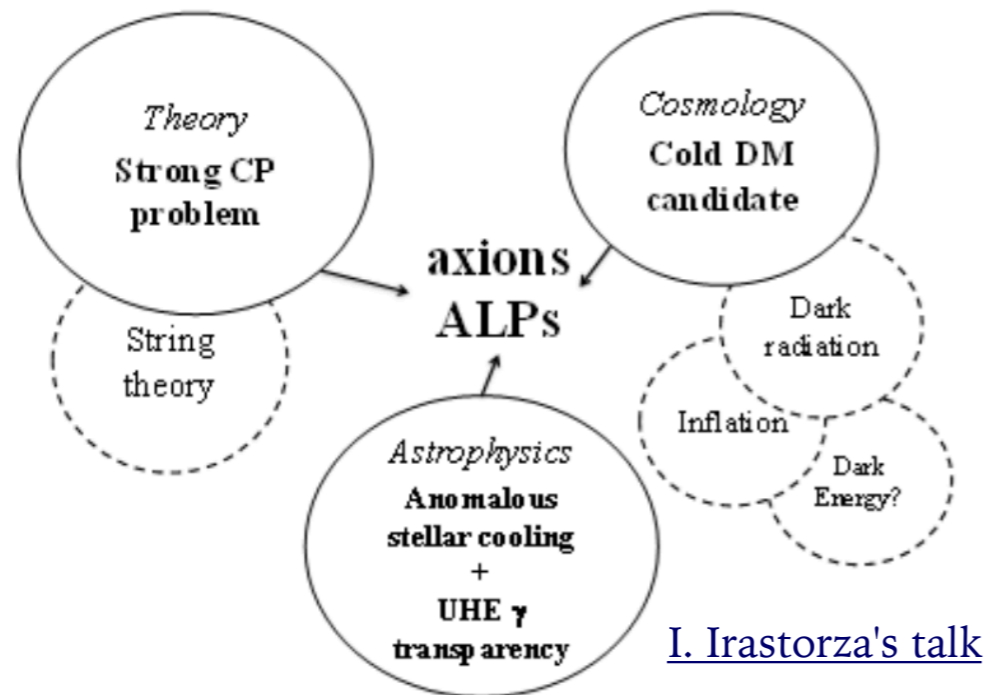 Theory
Strong CP
problem
String
theory
Cosmology
Cold DM
candidate
axions
ALPs
Dark
radiation
Inflation
Dark
Energy?
Astrophysics
Anomalous
stellar cooling
+
UHE γ
transparency
I. Irastorza's talk